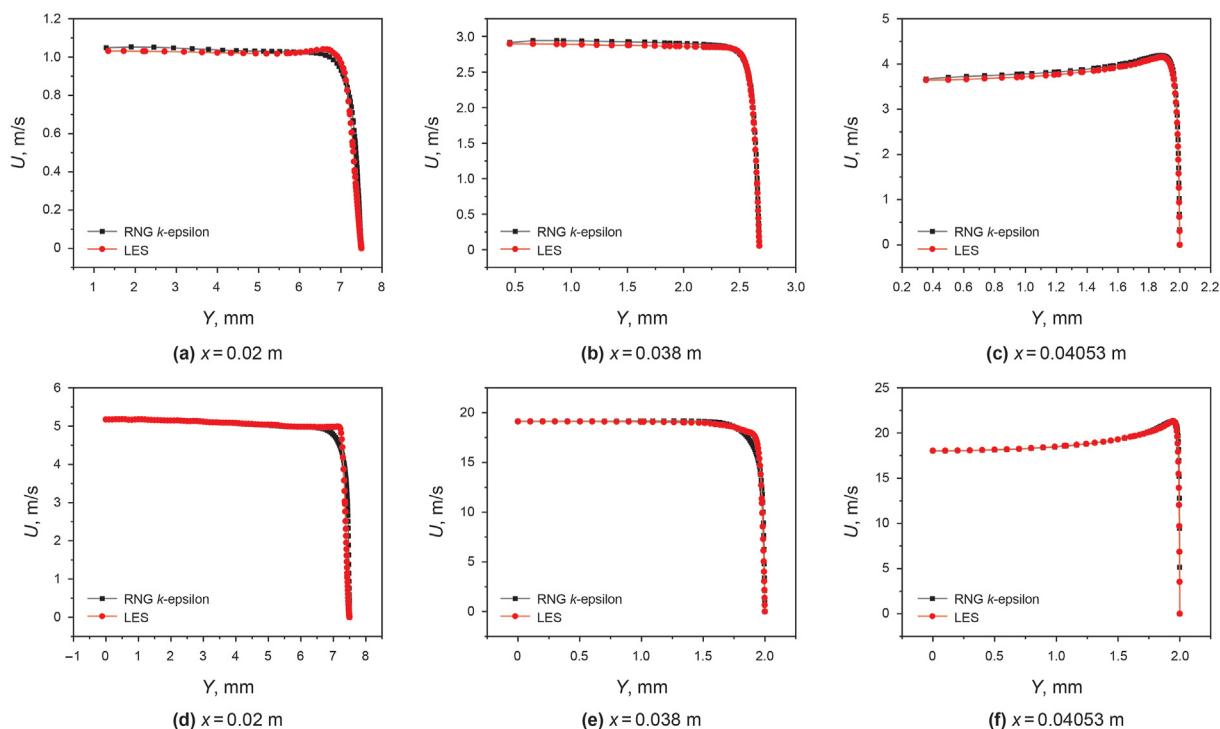 1.2
1.0
0.8
0.6
0.4
0.2
0
U, m/s
RNG k-epsilon
LES
1 2 3 4 5 6 7 8
Y, mm
(a) x = 0.02 m
3.0
2.5
2.0
1.5
1.0
0.5
0
U, m/s
RNG k-epsilon
LES
0.5 1.0 1.5 2.0 2.5 3.0
Y, mm
(b) x = 0.038 m
5
4
3
2
1
0
U, m/s
RNG k-epsilon
LES
0.2 0.4 0.6 0.8 1.0 1.2 1.4 1.6 1.8 2.0 2.2
Y, mm
(c) x = 0.04053 m
6
5
4
3
2
1
0
U, m/s
RNG k-epsilon
LES
−1 0 1 2 3 4 5 6 7 8
Y, mm
(d) x = 0.02 m
20
15
10
5
0
U, m/s
RNG k-epsilon
LES
0 0.5 1.0 1.5 2.0
Y, mm
(e) x = 0.038 m
25
20
15
10
5
0
U, m/s
RNG k-epsilon
LES
0 0.5 1.0 1.5 2.0
Y, mm
(f) x = 0.04053 m